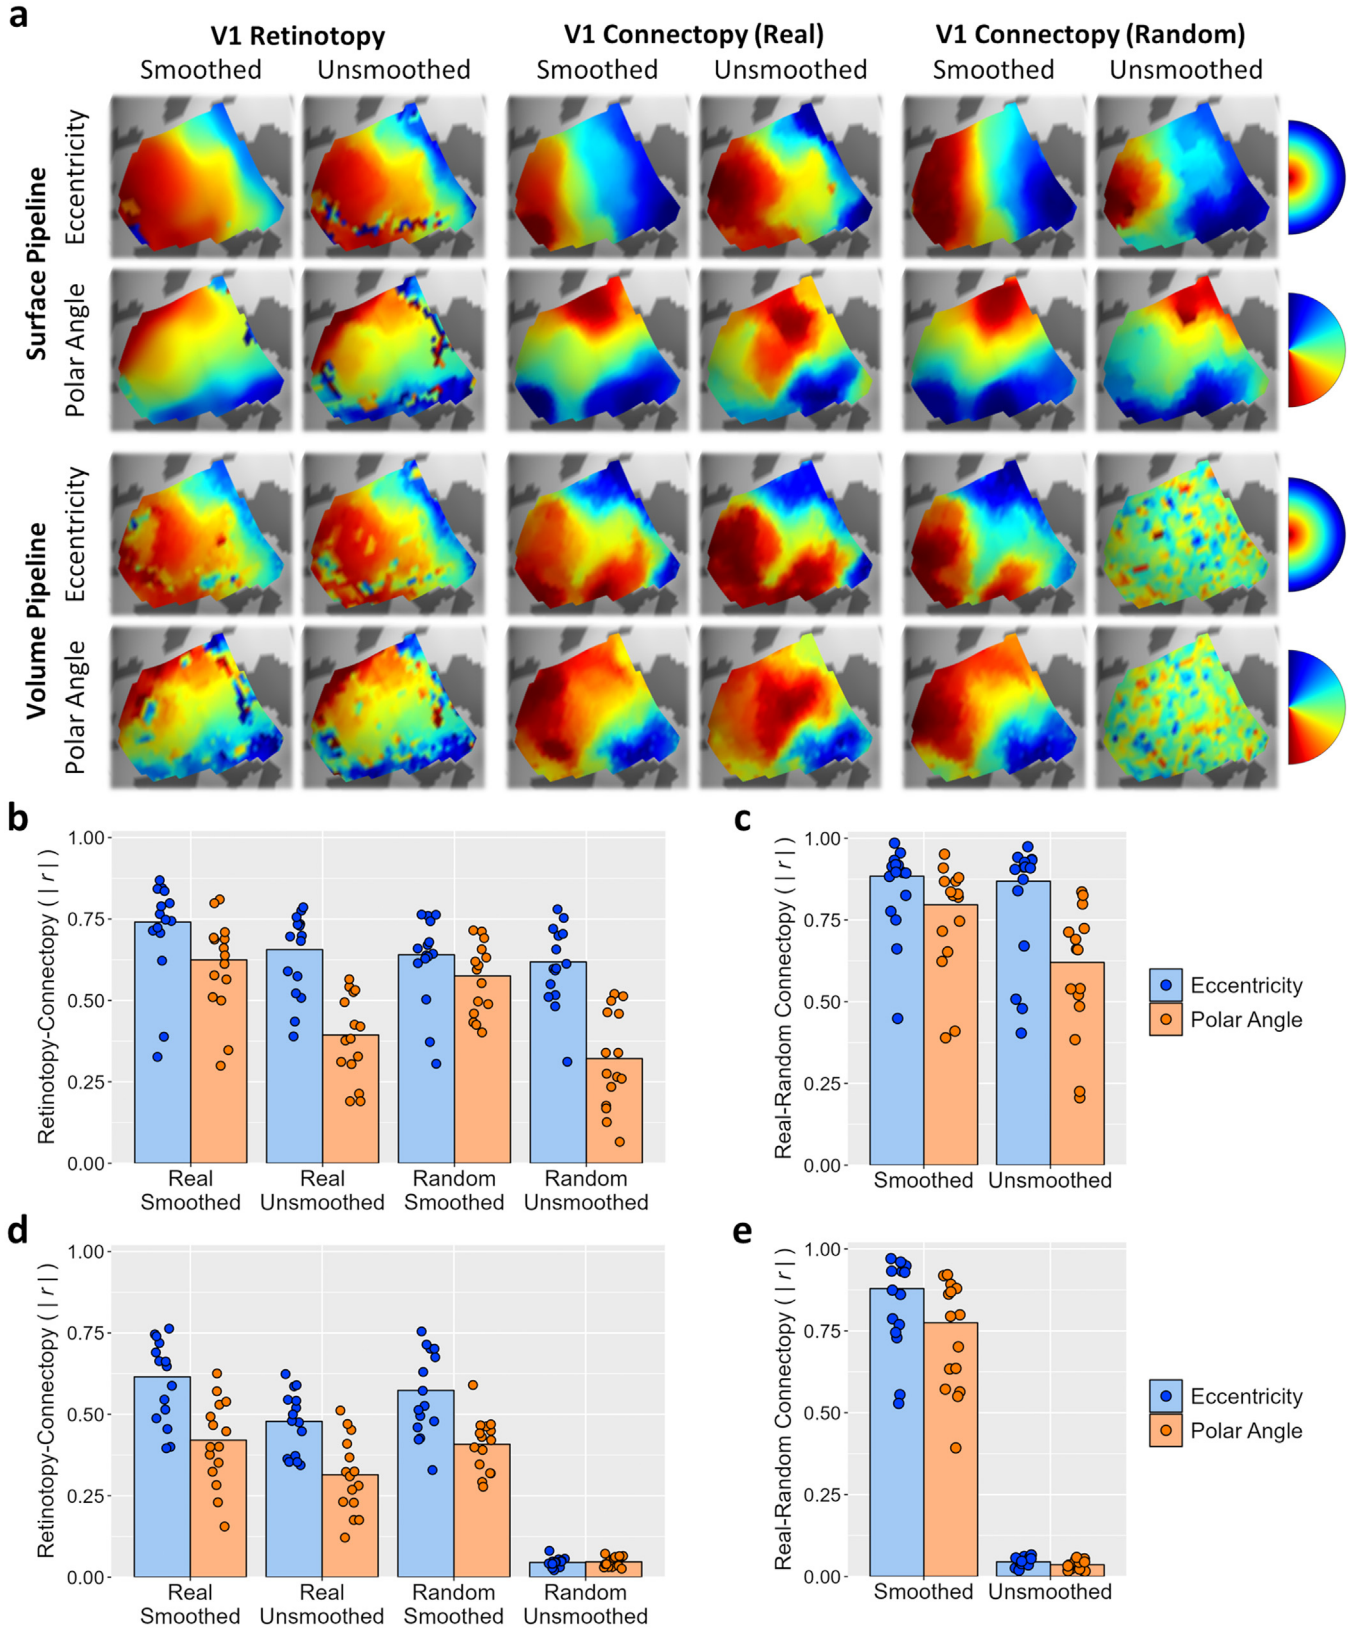 a
V1 Retinotopy
V1 Connectopy (Real)
V1 Connectopy (Random)
Smoothed
Unsmoothed
Smoothed
Unsmoothed
Smoothed
Unsmoothed
Surface Pipeline
Eccentricity
Polar Angle
Volume Pipeline
Eccentricity
Polar Angle
b
Retinotopy-Connectopy ( | r | )
1.00
0.75
0.50
0.25
0.00
Real
Smoothed
Real
Unsmoothed
Random
Smoothed
Random
Unsmoothed
c
Real-Random Connectopy ( | r | )
1.00
0.75
0.50
0.25
0.00
Smoothed
Unsmoothed
Eccentricity
Polar Angle
d
Retinotopy-Connectopy ( | r | )
1.00
0.75
0.50
0.25
0.00
Real
Smoothed
Real
Unsmoothed
Random
Smoothed
Random
Unsmoothed
e
Real-Random Connectopy ( | r | )
1.00
0.75
0.50
0.25
0.00
Smoothed
Unsmoothed
Eccentricity
Polar Angle